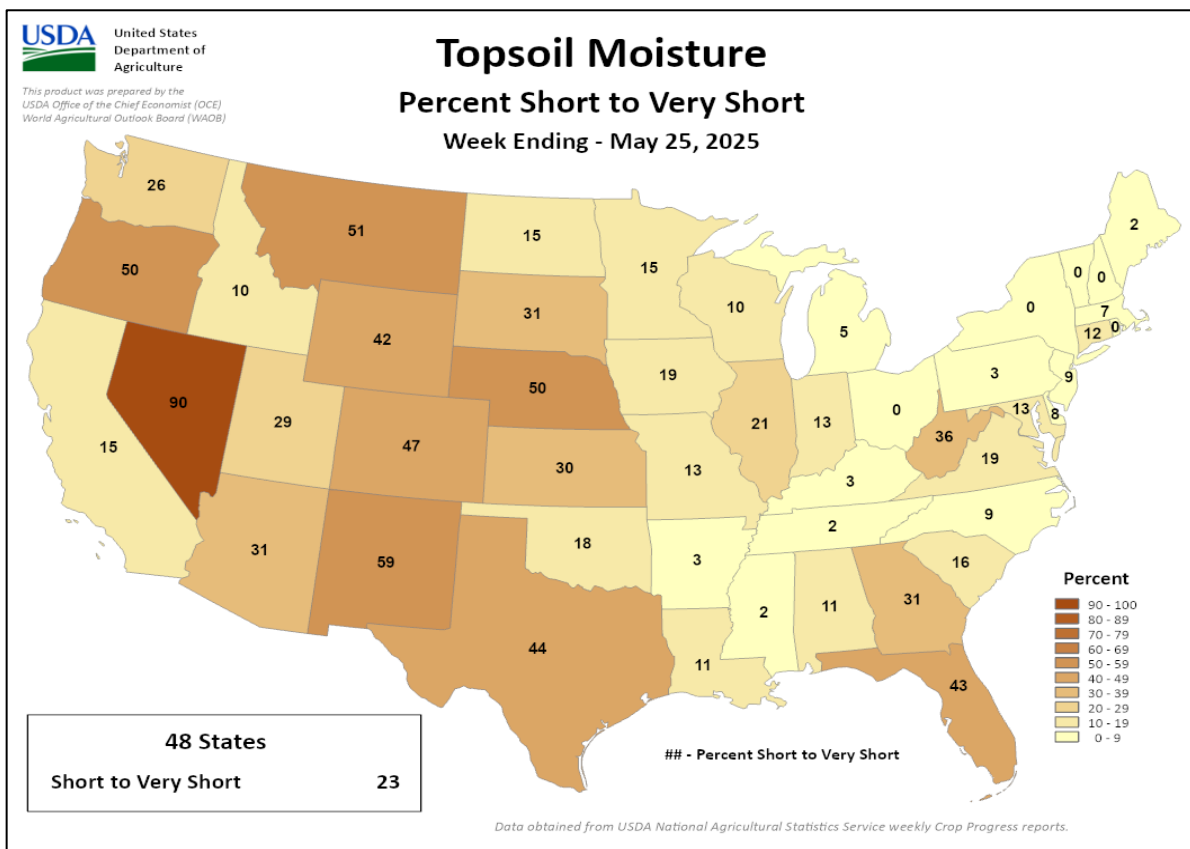 USDA
United States
Department of
Agriculture
This product was prepared by the
USDA Office of the Chief Economist (OCE)
World Agricultural Outlook Board (WAOB)
Topsoil Moisture
Percent Short to Very Short
Week Ending - May 25, 2025
26
51
15
15
2
50
10
31
10
0
0
0
42
5
7
12
0
50
19
3
9
90
29
47
21
13
0
13
8
15
36
30
13
3
19
31
59
18
3
2
9
16
44
11
2
11
31
43
Percent
90 - 100
80 - 89
70 - 79
60 - 69
50 - 59
40 - 49
30 - 39
20 - 29
10 - 19
0 - 9
48 States
Short to Very Short 23
## - Percent Short to Very Short
Data obtained from USDA National Agricultural Statistics Service weekly Crop Progress reports.